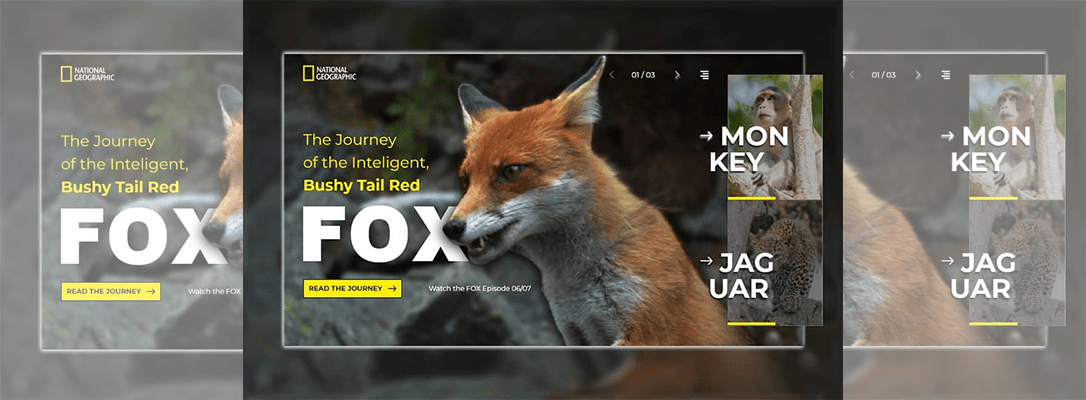 NATIONAL
GEOGRAPHIC
The Journey
of the Inteligent,
Bushy Tail Red
FOX
READ THE JOURNEY →
Watch the FOX
NATIONAL
GEOGRAPHIC
01 / 03
The Journey
of the Inteligent,
Bushy Tail Red
FOX
READ THE JOURNEY →
Watch the FOX Episode 06/07
→ MON
KEY
→ JAG
UAR
01 / 03
→ MON
KEY
→ JAG
UAR